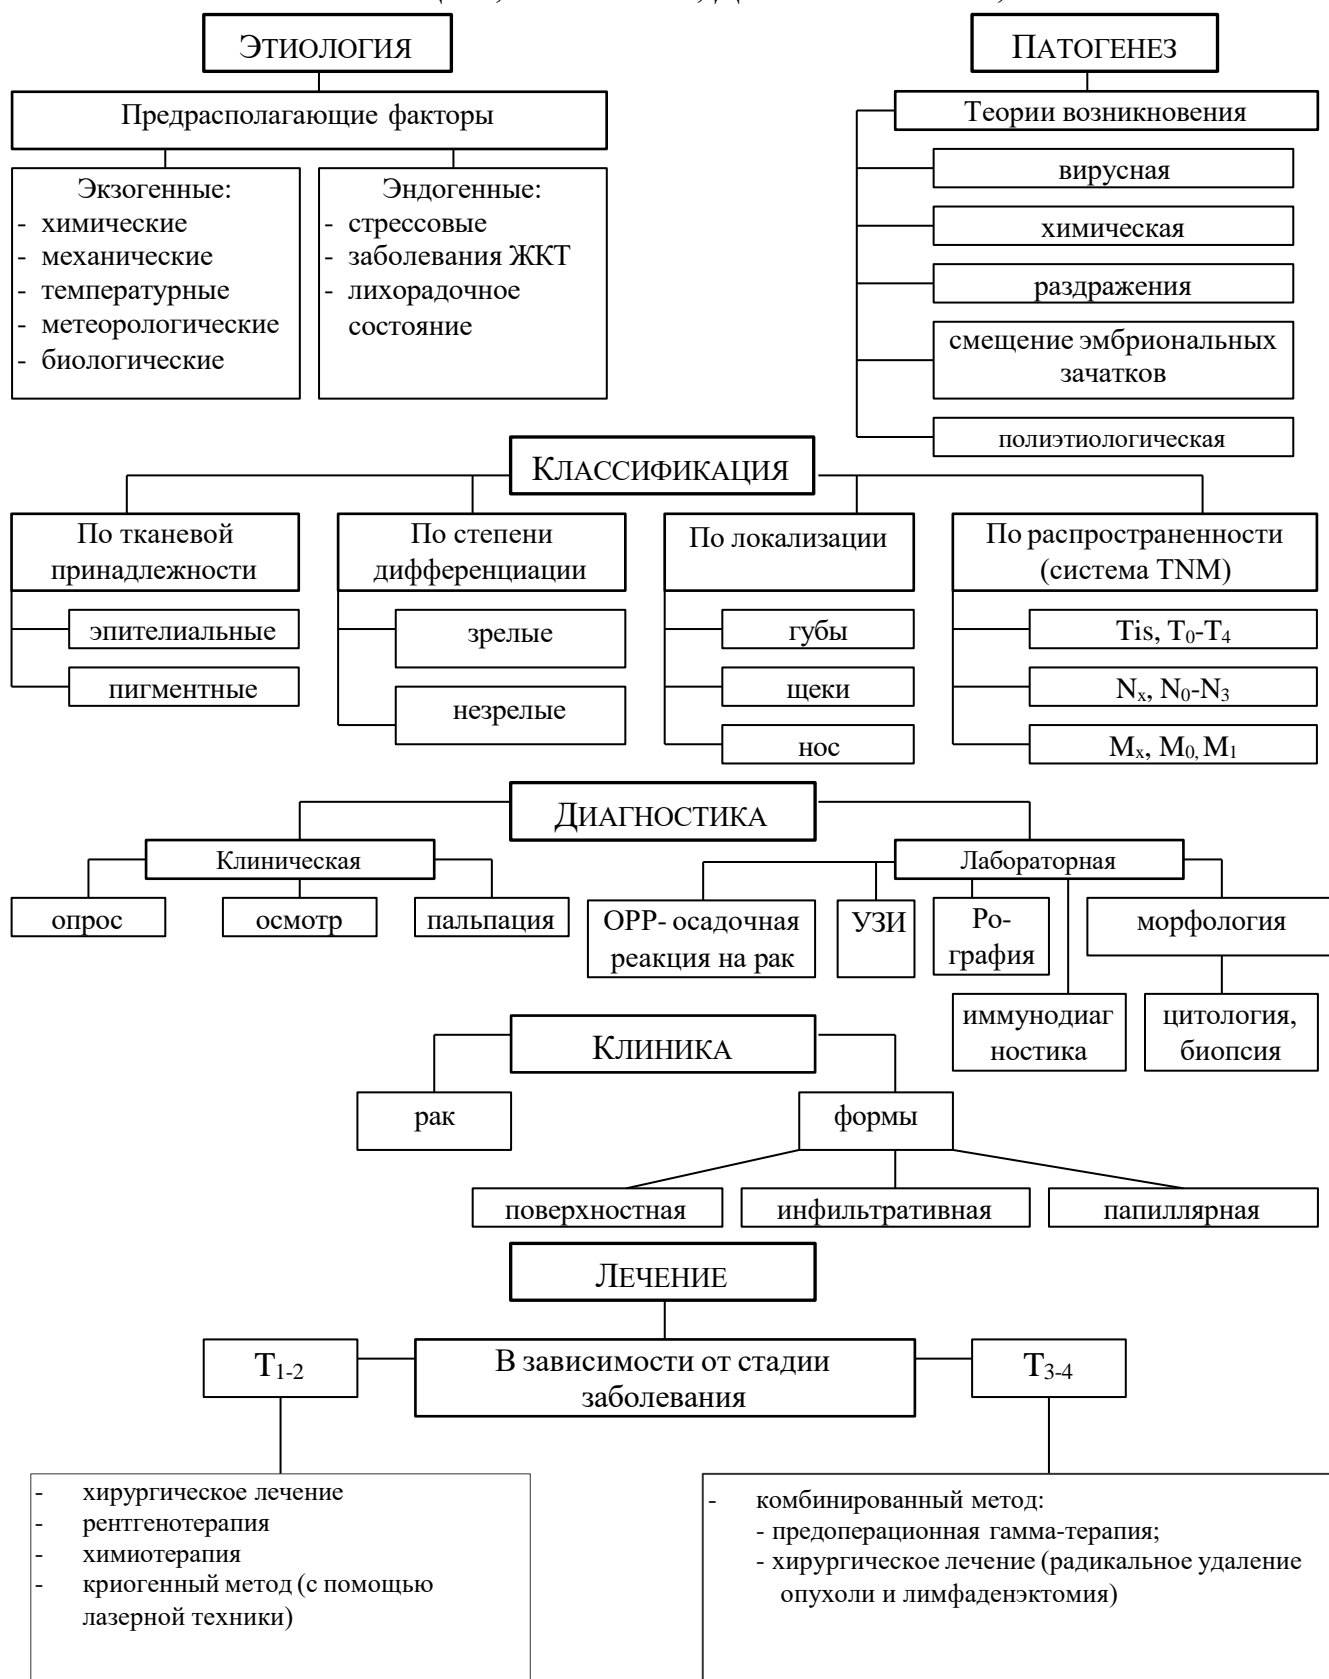 ЭТИОЛОГИЯ
ПАТОГЕНЕЗ
Предрасполагающие факторы
Экзогенные:
- химические
- механические
- температурные
- метеорологические
- биологические
Эндогенные:
- стрессовые
- заболевания ЖКТ
- лихорадочное
состояние
Теории возникновения
вирусная
химическая
раздражения
смещение эмбриональных
зачатков
полиэтиологическая
КЛАССИФИКАЦИЯ
По тканевой
принадлежности
эпителиальные
пигментные
По степени
дифференциации
зрелые
незрелые
По локализации
губы
щеки
нос
По распространенности
(система TNM)
Tis, T0-T4
Nx, N0-N3
Mx, M0, M1
ДИАГНОСТИКА
Клиническая
опрос
осмотр
пальпация
Лабораторная
ОРР- осадочная
реакция на рак
УЗИ
Ро-
графия
морфология
иммунодиаг
ностика
цитология,
биопсия
КЛИНИКА
рак
формы
поверхностная
инфильтративная
папиллярная
ЛЕЧЕНИЕ
В зависимости от стадии
заболевания
T1-2
T3-4
- хирургическое лечение
- рентгенотерапия
- химиотерапия
- криогенный метод (с помощью
лазерной техники)
- комбинированный метод:
- предоперационная гамма-терапия;
- хирургическое лечение (радикальное удаление
опухоли и лимфаденэктомия)